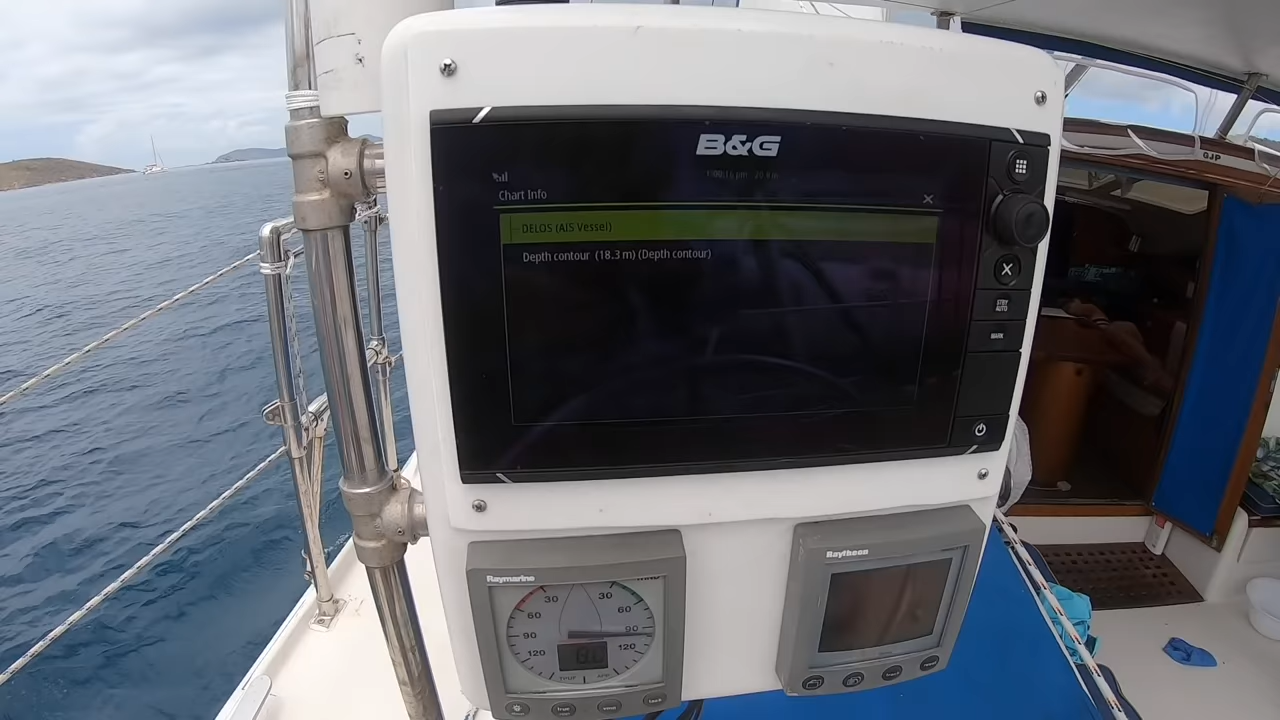 B&G
Chart Info
DELOS (AIS Vessel)
Depth contour (18.3 m) (Depth contour)
STBY
AUTO
MARK
GJP
Raymarine
30 30
60 60
90 90
120 120
Raytheon